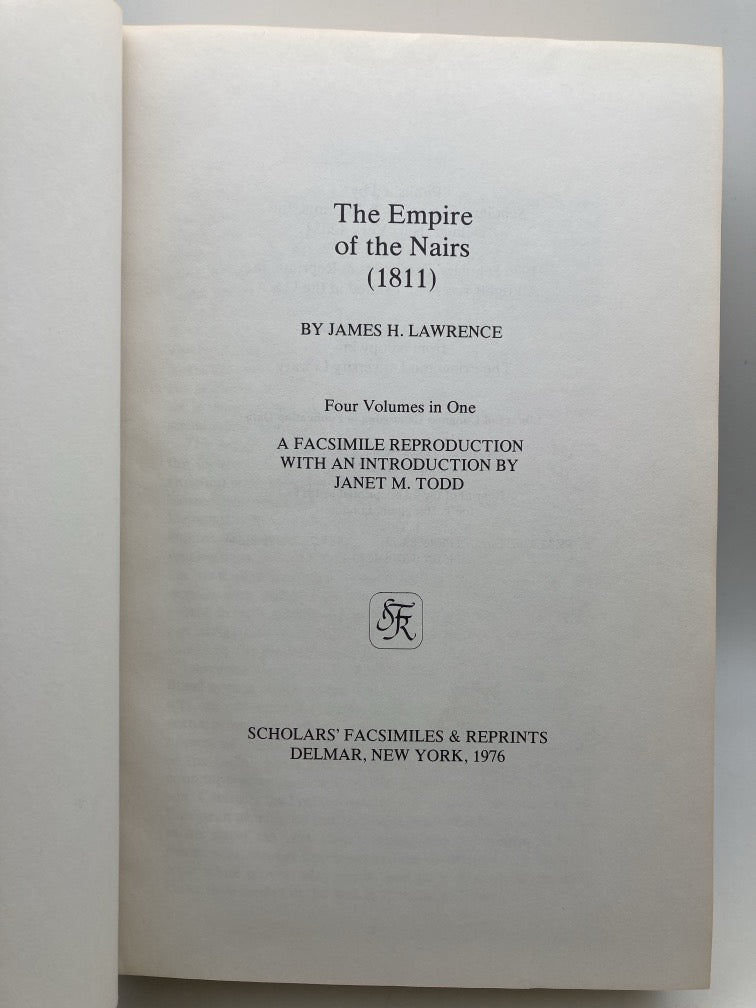 The Empire
of the Nairs
(1811)
BY JAMES H. LAWRENCE
Four Volumes in One
A FACSIMILE REPRODUCTION
WITH AN INTRODUCTION BY
JANET M. TODD
SFR
SCHOLARS' FACSIMILES & REPRINTS
DELMAR, NEW YORK, 1976